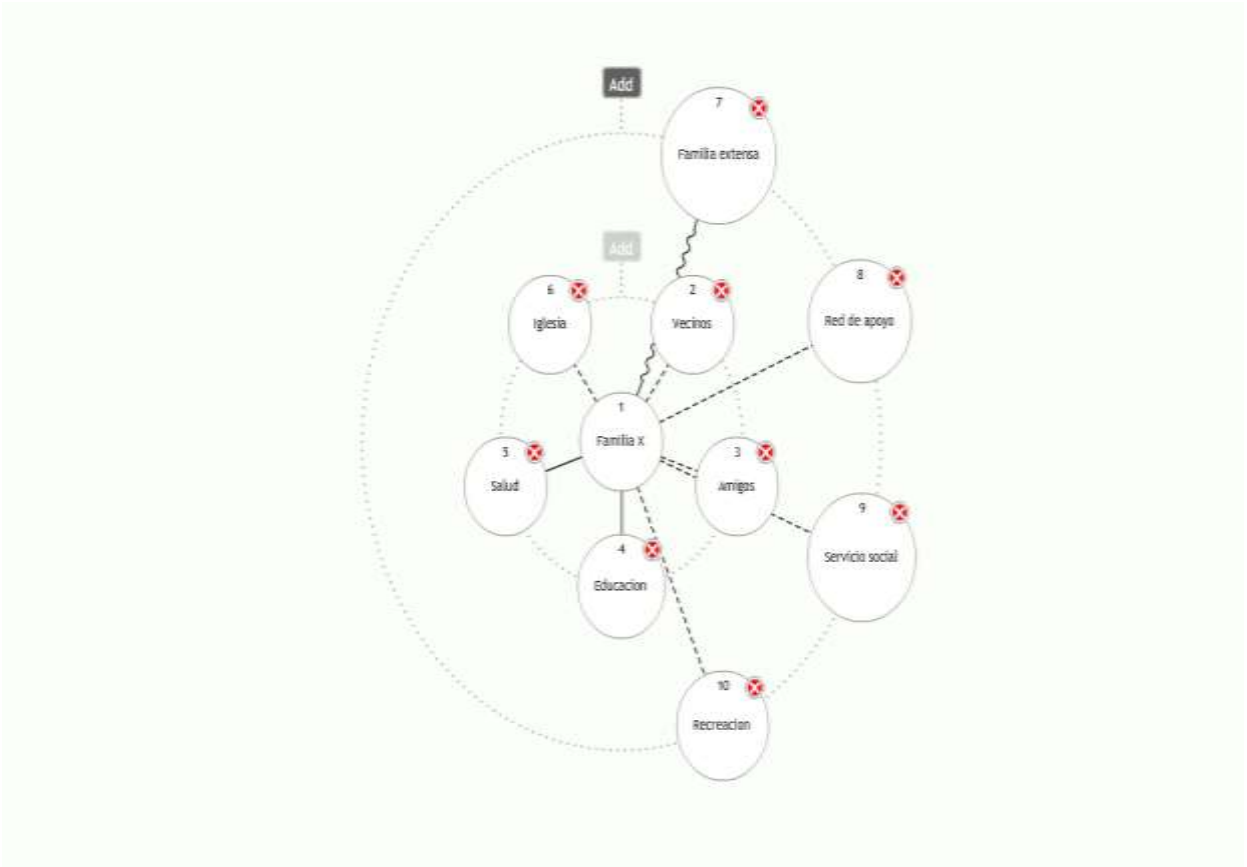 Add
7
Familia extensa
Add
8
Red de apoyo
6
Iglesia
2
Vecinos
1
Familia X
5
Salud
3
Amigos
9
Servicio social
4
Educacion
10
Recreacion